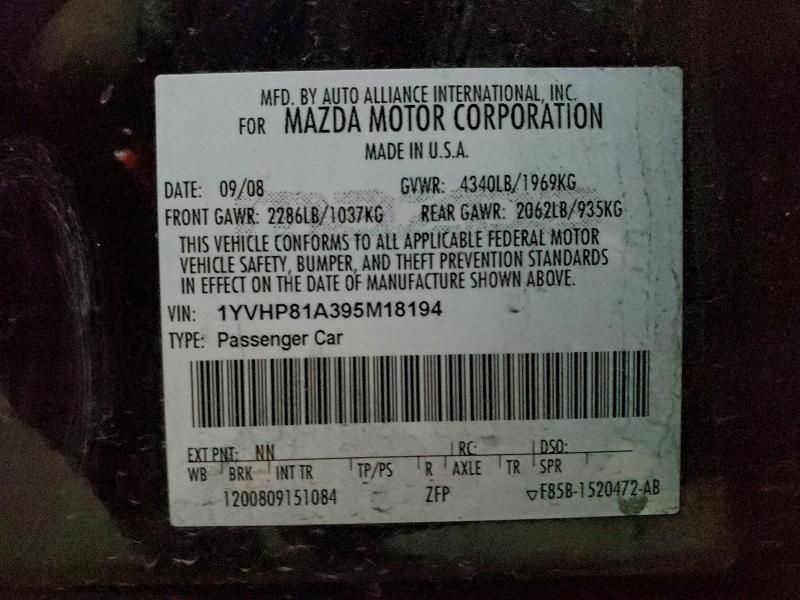 MFD. BY AUTO ALLIANCE INTERNATIONAL, INC.
FOR MAZDA MOTOR CORPORATION
MADE IN U.S.A.
DATE: 09/08 GVWR: 4340LB/1969KG
FRONT GAWR: 2286LB/1037KG REAR GAWR: 2062LB/935KG
THIS VEHICLE CONFORMS TO ALL APPLICABLE FEDERAL MOTOR
VEHICLE SAFETY, BUMPER, AND THEFT PREVENTION STANDARDS
IN EFFECT ON THE DATE OF MANUFACTURE SHOWN ABOVE.
VIN: 1YVHP81A395M18194
TYPE: Passenger Car
EXT PNT: NN RC: DSO:
WB BRK INT TR TP/PS R AXLE TR SPR
1200809151084 ZFP ▽F85B-1520472-AB